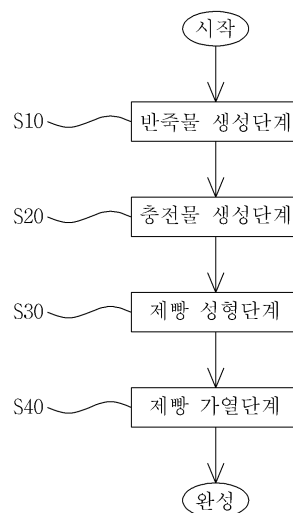 시작
S10 반죽물 생성단계
S20 충전물 생성단계
S30 제빵 성형단계
S40 제빵 가열단계
완성